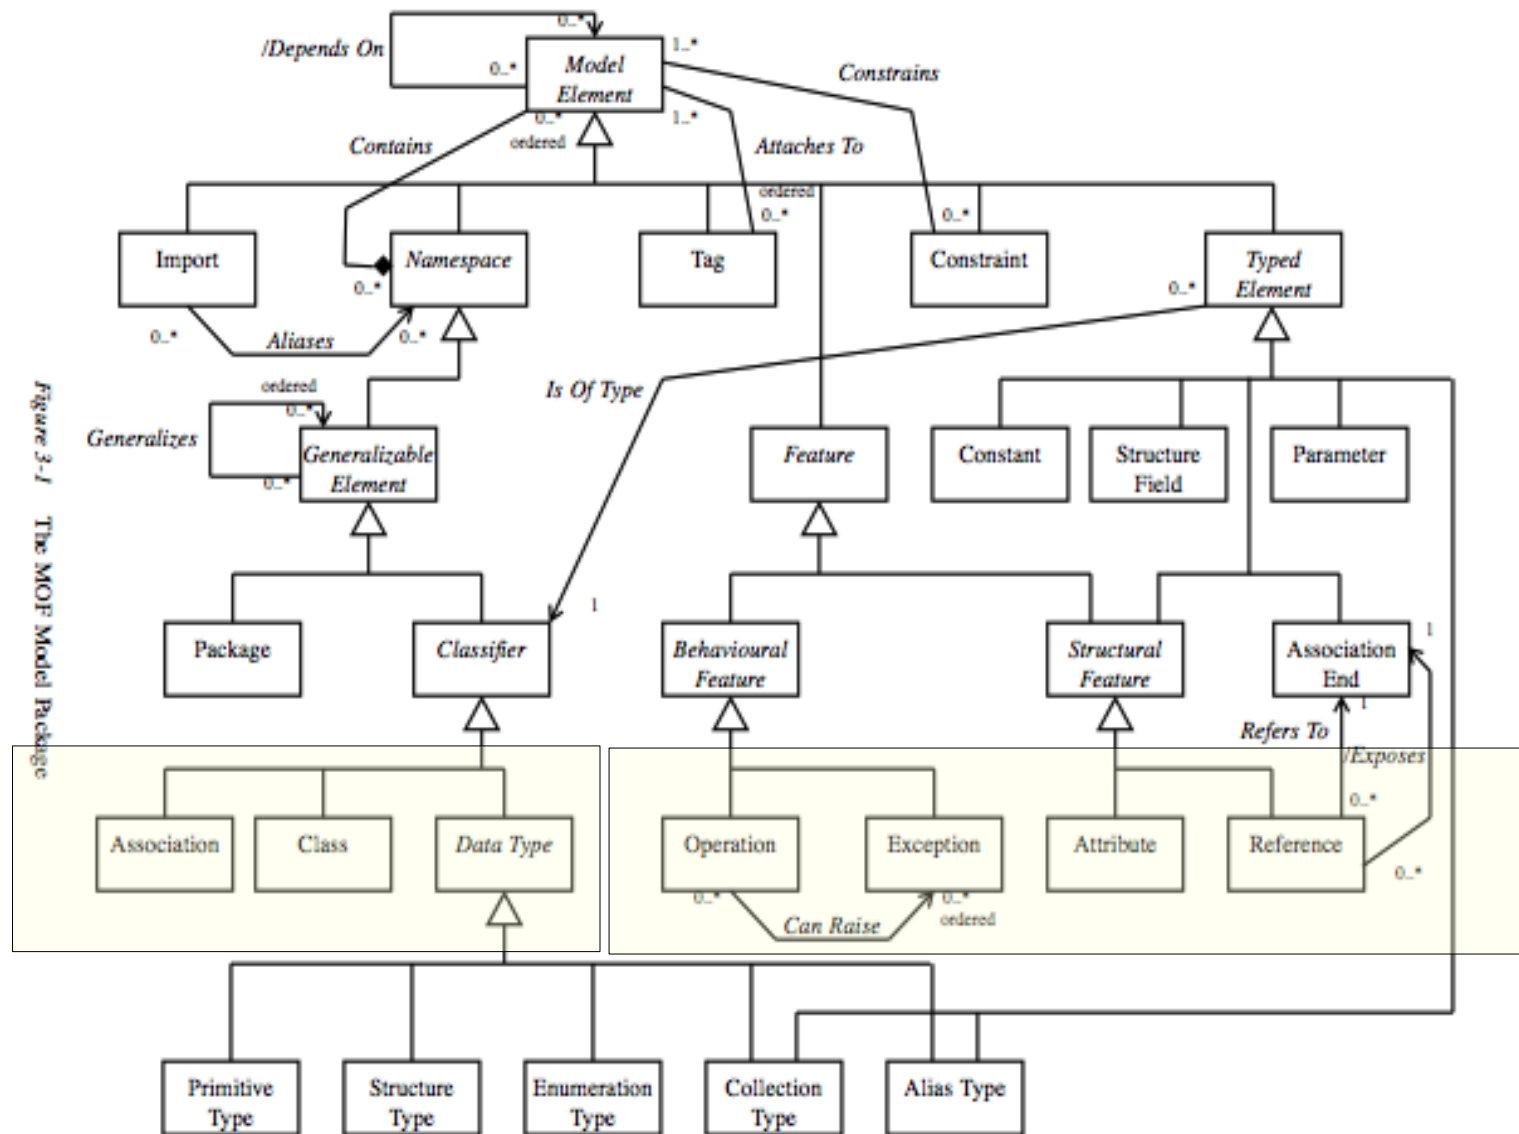 0..*
/Depends On
0..*
Model
Element
1..*
Constrains
0..*
ordered
1..*
Contains
Attaches To
ordered
0..*
0..*
Import
Namespace
Tag
Constraint
Typed
Element
0..*
0..*
0..*
Aliases
0..*
Is Of Type
ordered
0..*
Generalizes
0..*
Generalizable
Element
Feature
Constant
Structure
Field
Parameter
Figure 3-1 The MOF Model Package
1
1
Package
Classifier
Behavioural
Feature
Structural
Feature
Association
End
1
Refers To
/Exposes
0..*
0..*
Association
Class
Data Type
Operation
Exception
Attribute
Reference
0..*
Can Raise
0..*
ordered
Primitive
Type
Structure
Type
Enumeration
Type
Collection
Type
Alias Type